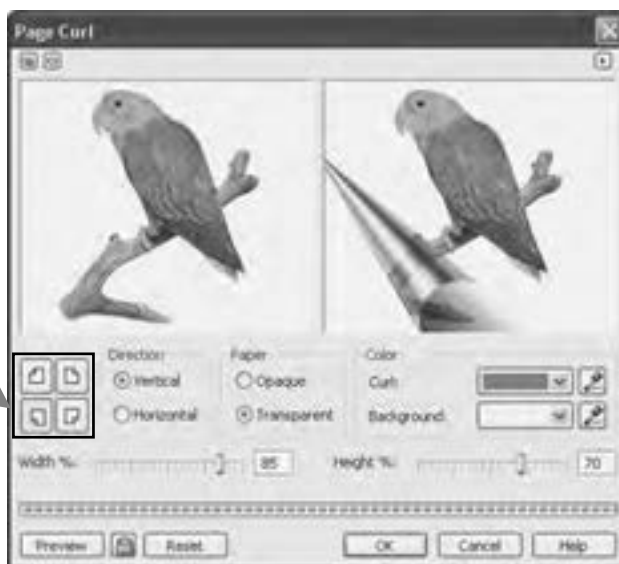 Page Curl
Direction
Paper
Color
Vertical
Opaque
Curl:
Horizontal
Transparent
Background:
Width %:
85
Height %:
70
Preview
Reset
OK
Cancel
Help